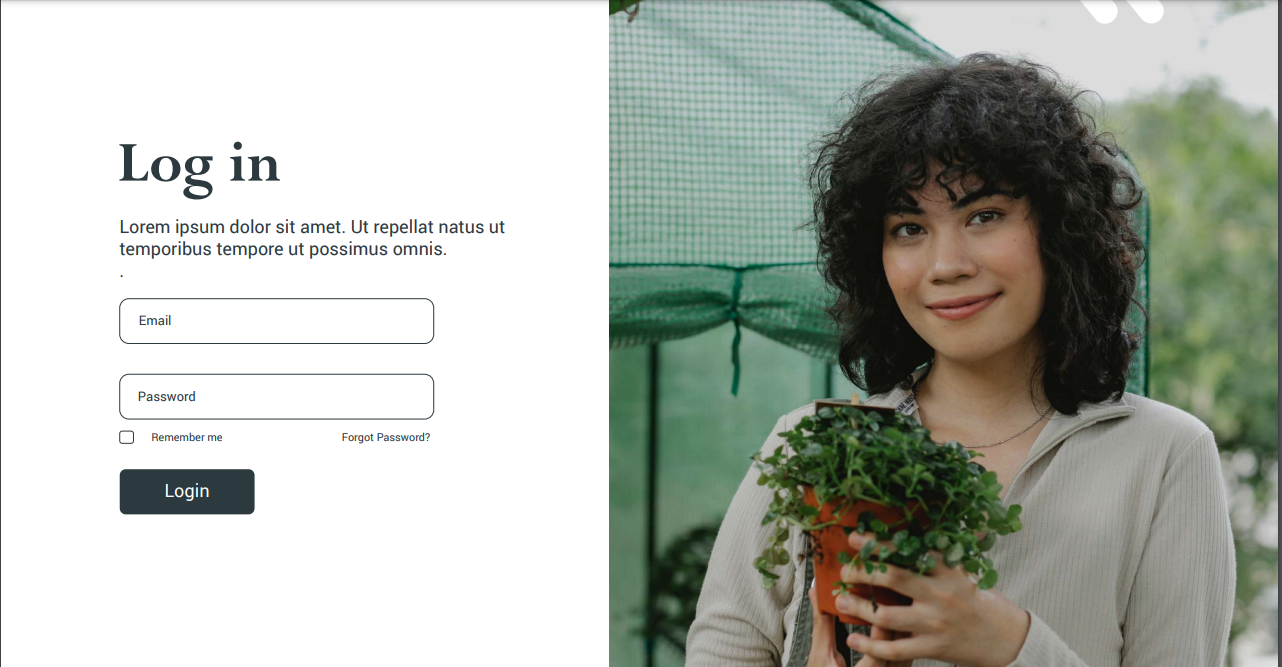 Log in
Lorem ipsum dolor sit amet. Ut repellat natus ut
temporibus tempore ut possimus omnis.
.
Email
Password
Remember me Forgot Password?
Login